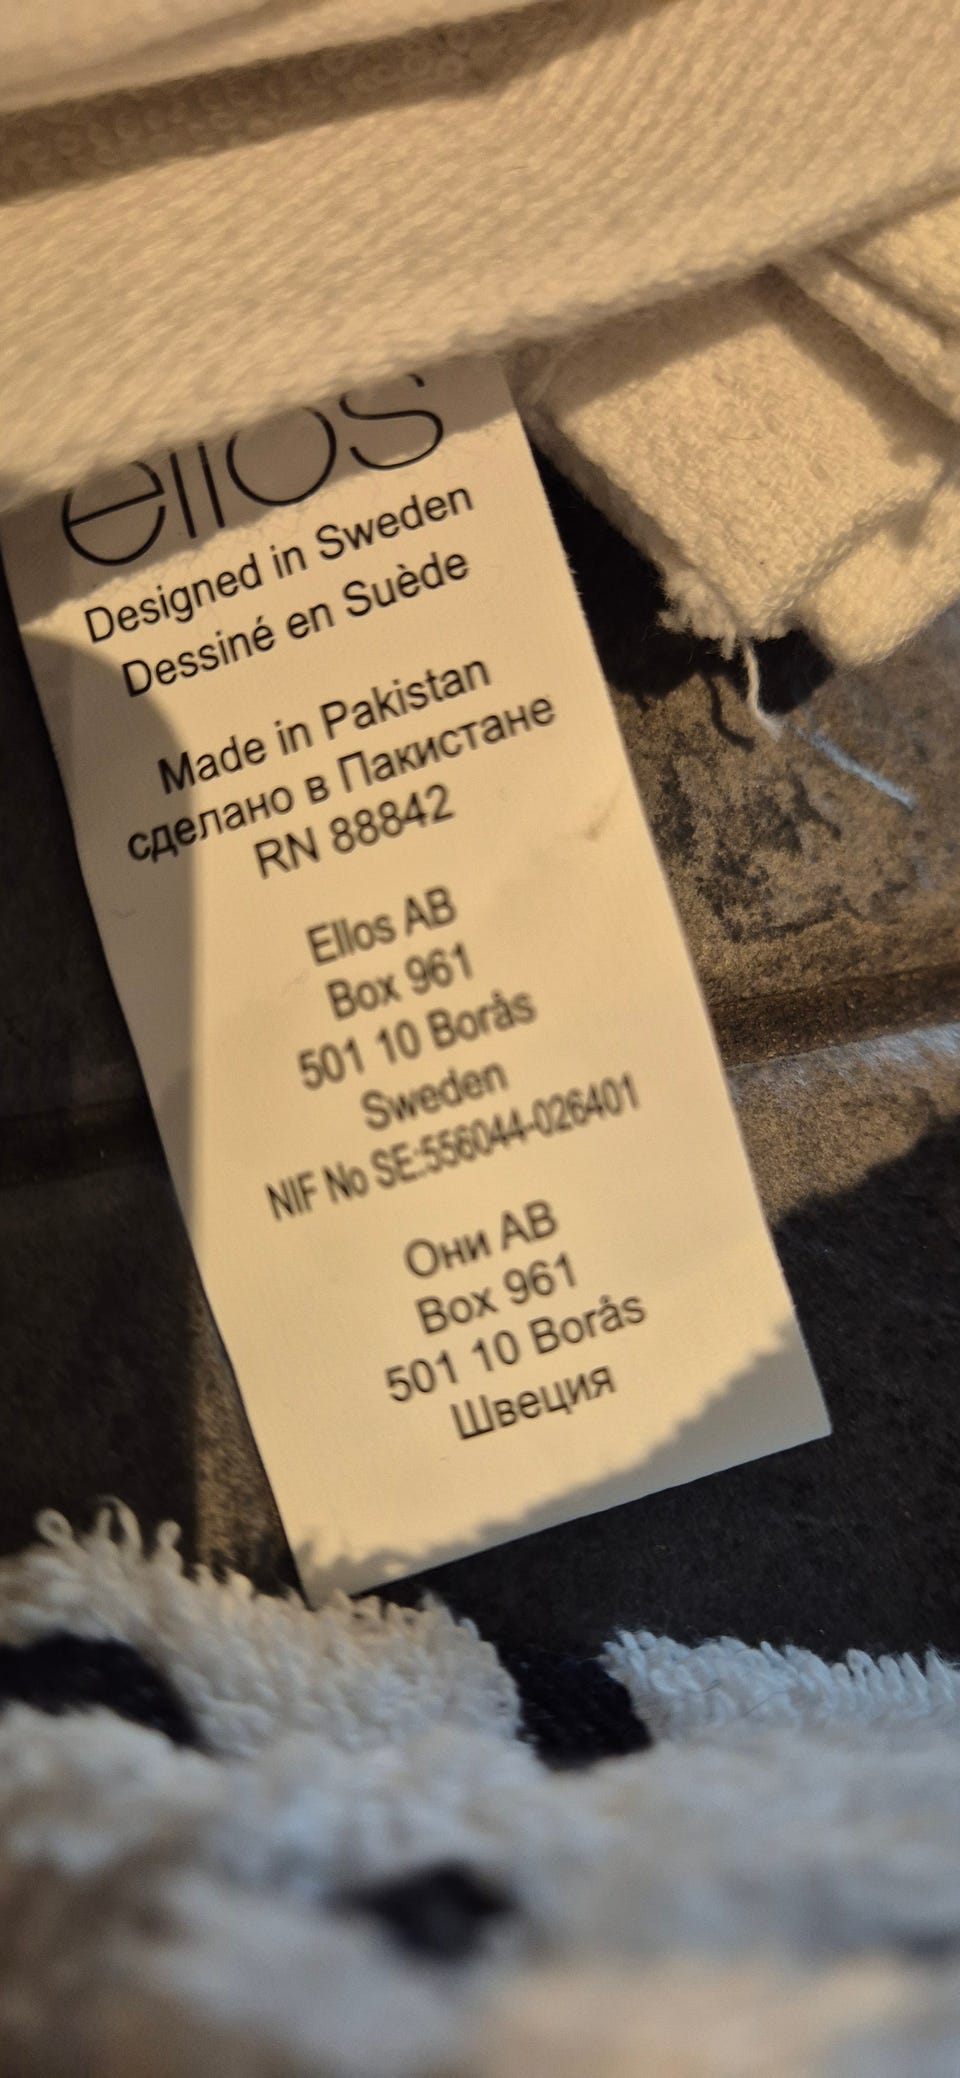 ellos
Designed in Sweden
Dessiné en Suède
Made in Pakistan
сделано в Пакистане
RN 88842
Ellos AB
Box 961
501 10 Borås
Sweden
NIF No SE:556044-026401
Они AB
Box 961
501 10 Borås
Швеция